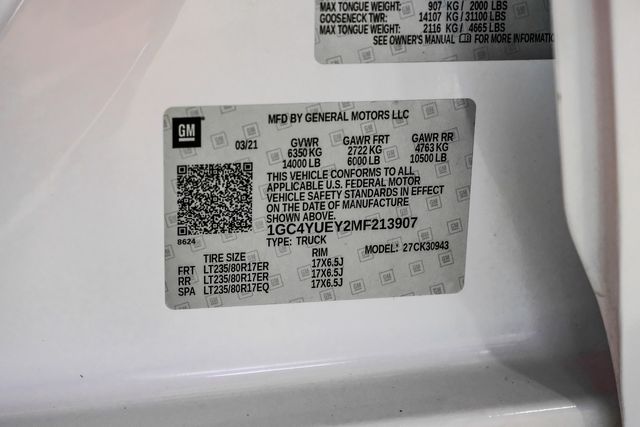 MAX TONGUE WEIGHT: 907 KG / 2000 LBS
GOOSENECK TWR: 14107 KG / 31100 LBS
MAX TONGUE WEIGHT: 2116 KG / 4665 LBS
SEE OWNER'S MANUAL FOR MORE INFORMATIO
GM
MFD BY GENERAL MOTORS LLC
03/21 GVWR GAWR FRT GAWR RR
6350 KG 2722 KG 4763 KG
14000 LB 6000 LB 10500 LB
THIS VEHICLE CONFORMS TO ALL
APPLICABLE U.S. FEDERAL MOTOR
VEHICLE SAFETY STANDARDS IN EFFECT
ON THE DATE OF MANUFACTURE
SHOWN ABOVE.
8624 1GC4YUEY2MF213907
TYPE: TRUCK MODEL: 27CK30943
TIRE SIZE RIM
FRT LT235/80R17ER 17X6.5J
RR LT235/80R17ER 17X6.5J
SPA LT235/80R17EQ 17X6.5J